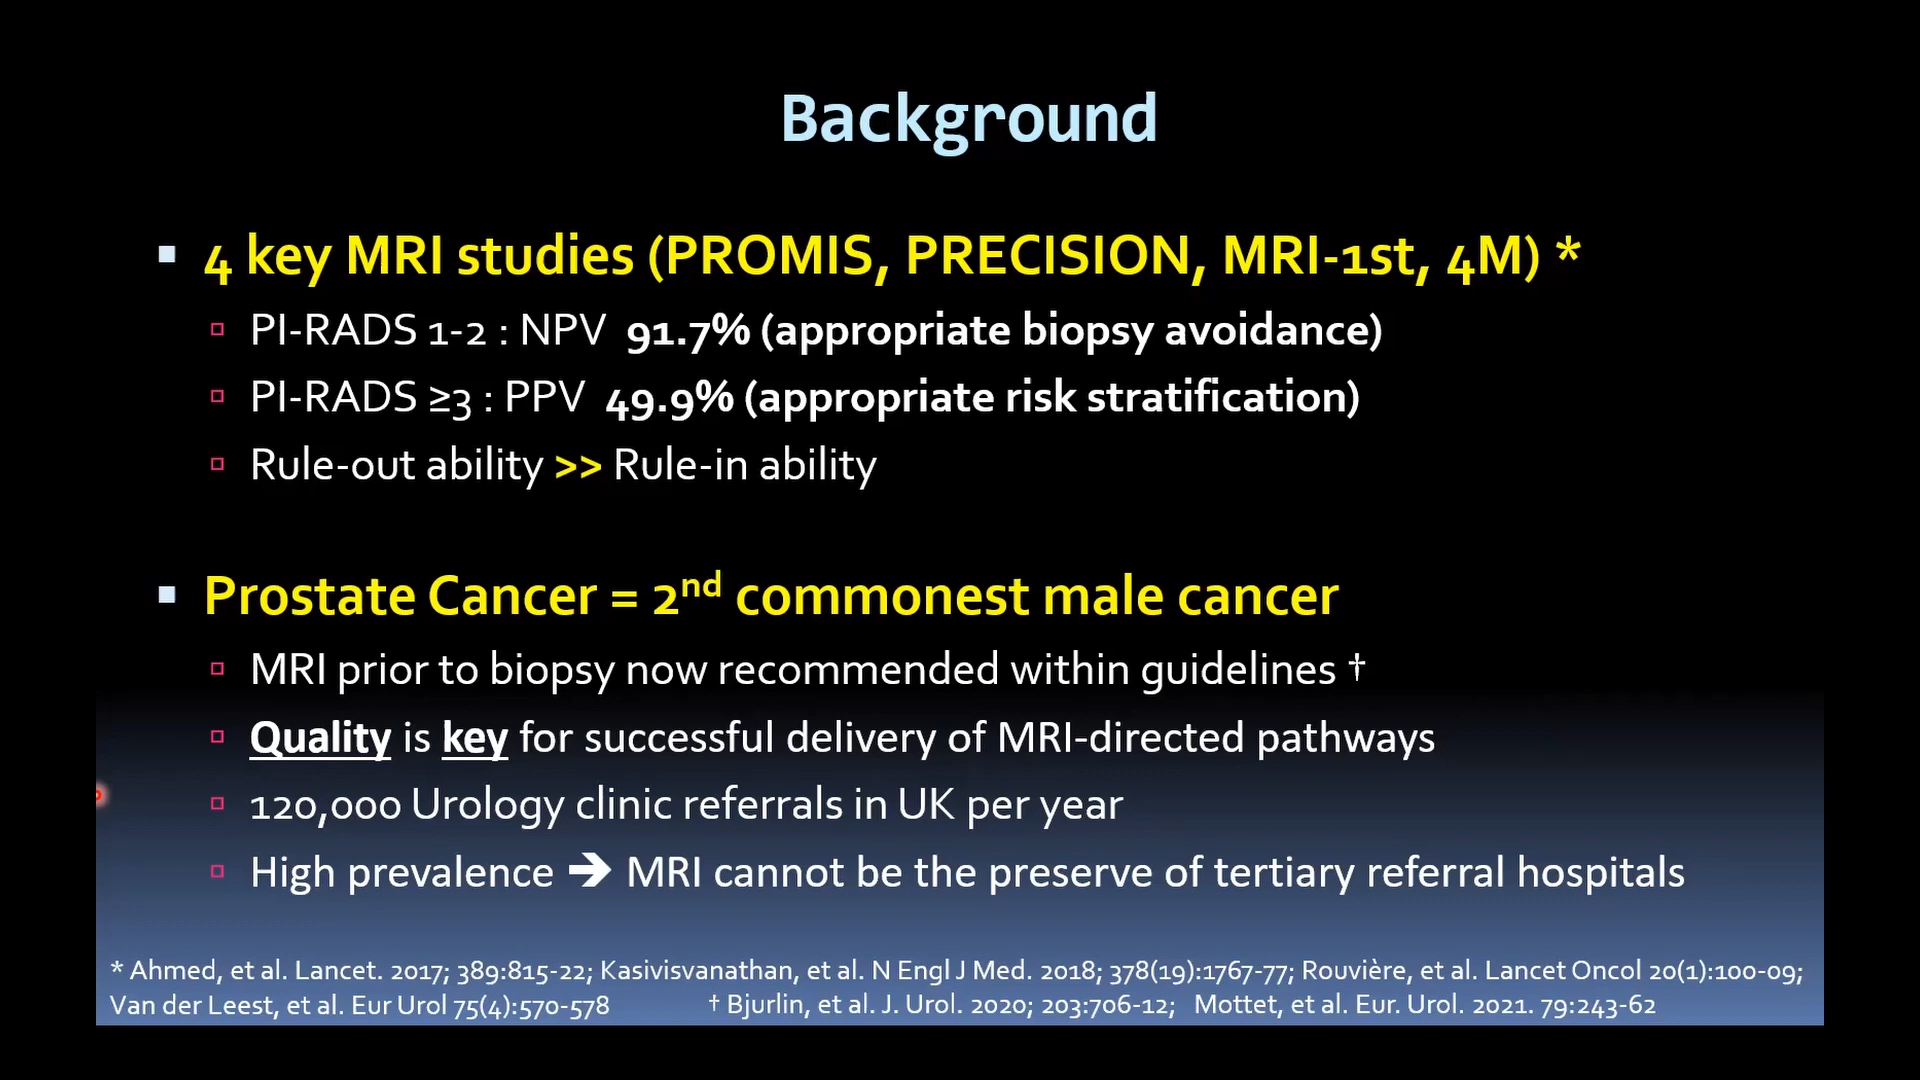 Background
4 key MRI studies (PROMIS, PRECISION, MRI-1st, 4M) *
PI-RADS 1-2 : NPV 91.7% (appropriate biopsy avoidance)
PI-RADS ≥3 : PPV 49.9% (appropriate risk stratification)
Rule-out ability >> Rule-in ability
Prostate Cancer = 2nd commonest male cancer
MRI prior to biopsy now recommended within guidelines †
Quality is key for successful delivery of MRI-directed pathways
120,000 Urology clinic referrals in UK per year
High prevalence ➔ MRI cannot be the preserve of tertiary referral hospitals
* Ahmed, et al. Lancet. 2017; 389:815-22; Kasivisvanathan, et al. N Engl J Med. 2018; 378(19):1767-77; Rouvière, et al. Lancet Oncol 20(1):100-09;
Van der Leest, et al. Eur Urol 75(4):570-578 † Bjurlin, et al. J. Urol. 2020; 203:706-12; Mottet, et al. Eur. Urol. 2021. 79:243-62